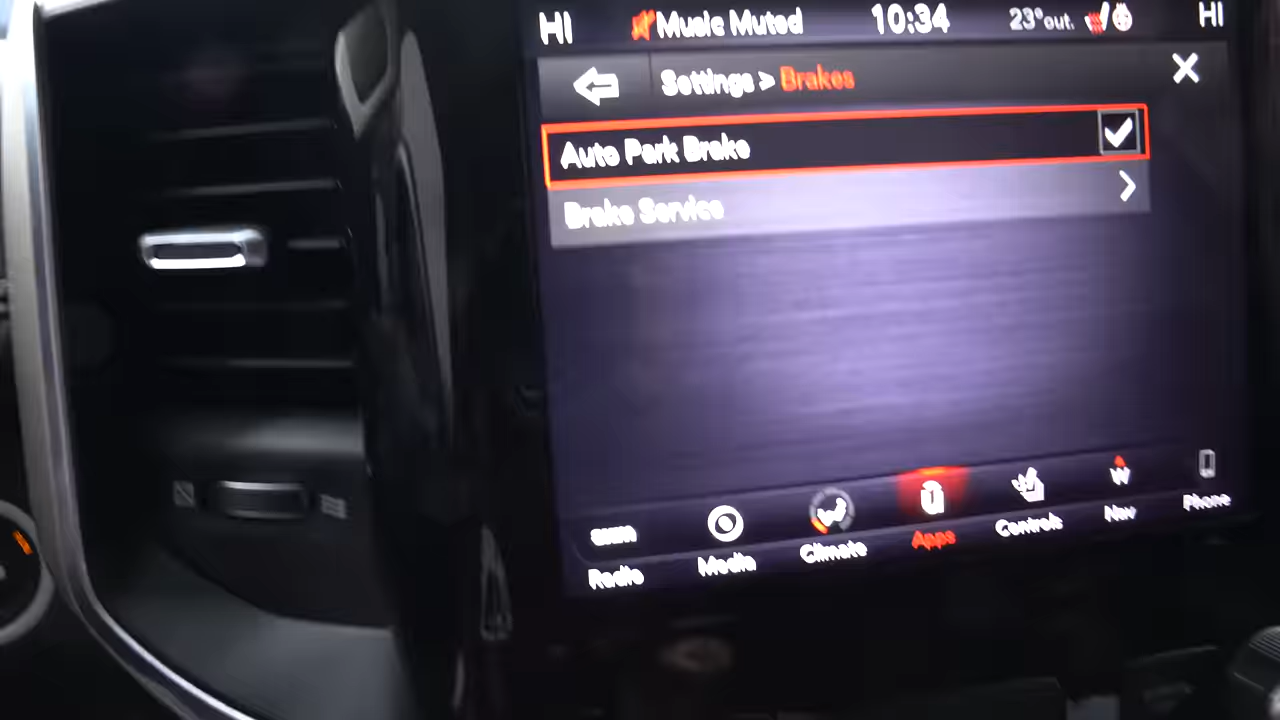 HI Music Muted 10:34 23° out. HI
Settings > Brakes
Auto Park Brake
Brake Service
Radio Media Climate Apps Controls Nav Phone